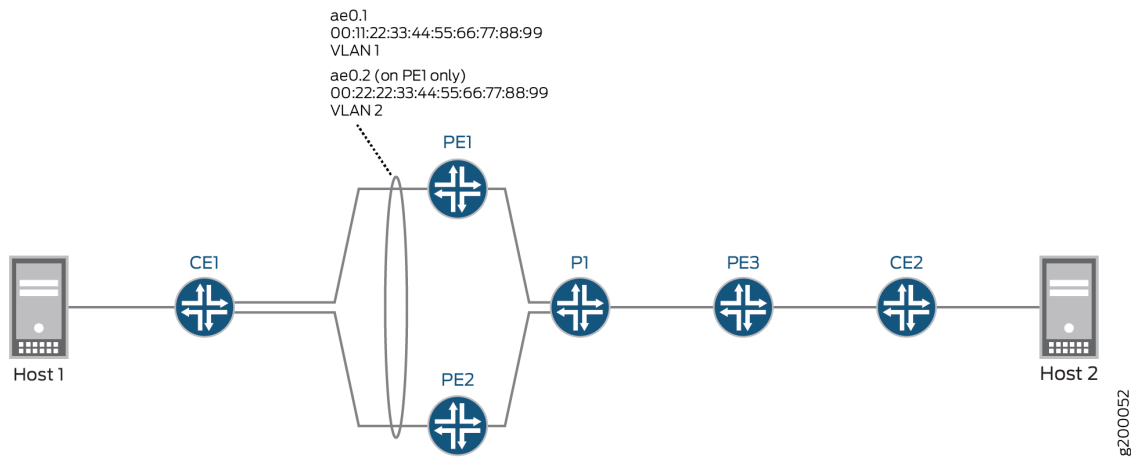 ae0.1
00:11:22:33:44:55:66:77:88:99
VLAN 1
ae0.2 (on PE1 only)
00:22:22:33:44:55:66:77:88:99
VLAN 2
PE1
CE1
P1
PE3
CE2
Host 1
PE2
Host 2
g200052